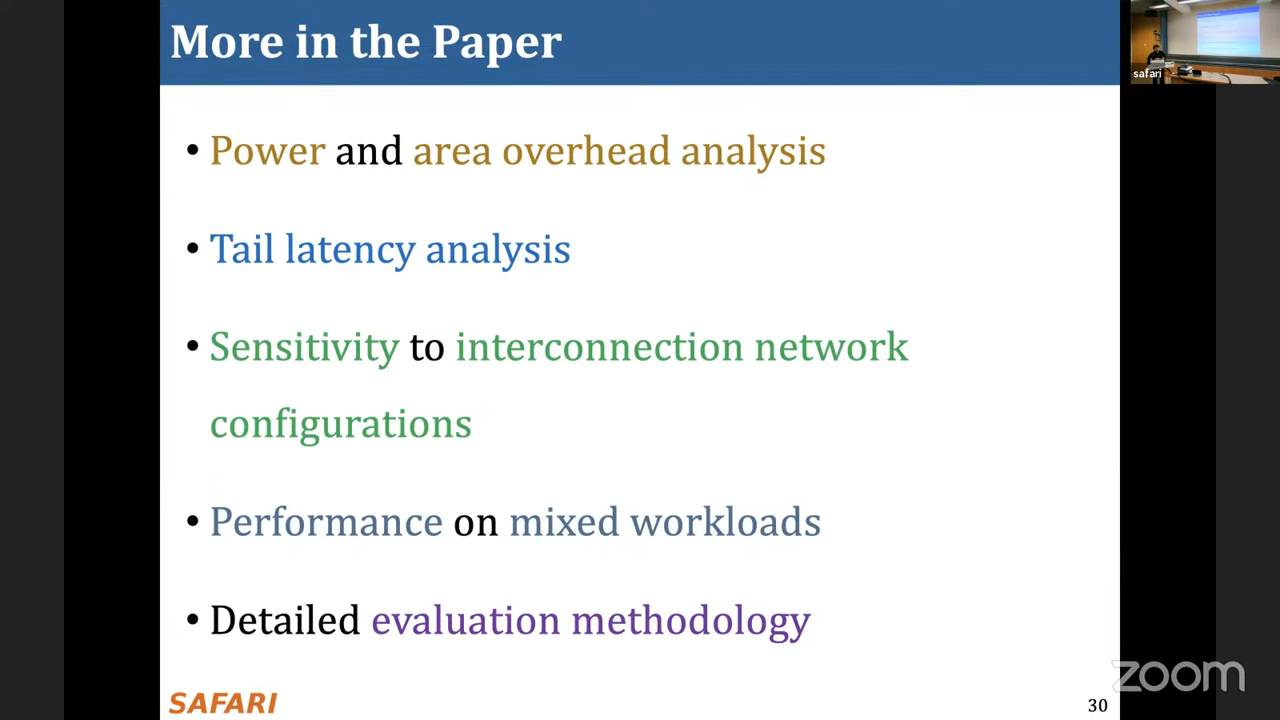 More in the Paper
safari
• Power and area overhead analysis
• Tail latency analysis
• Sensitivity to interconnection network
configurations
• Performance on mixed workloads
• Detailed evaluation methodology
SAFARI
30
zoom